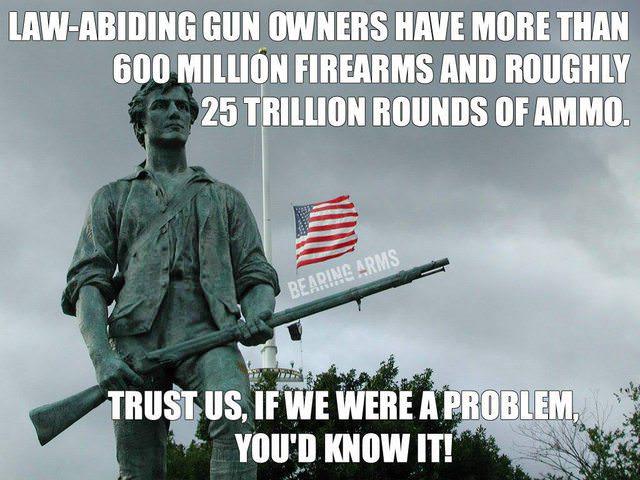 LAW-ABIDING GUN OWNERS HAVE MORE THAN
600 MILLION FIREARMS AND ROUGHLY
25 TRILLION ROUNDS OF AMMO.
BEARING ARMS
TRUST US, IF WE WERE A PROBLEM,
YOU'D KNOW IT!